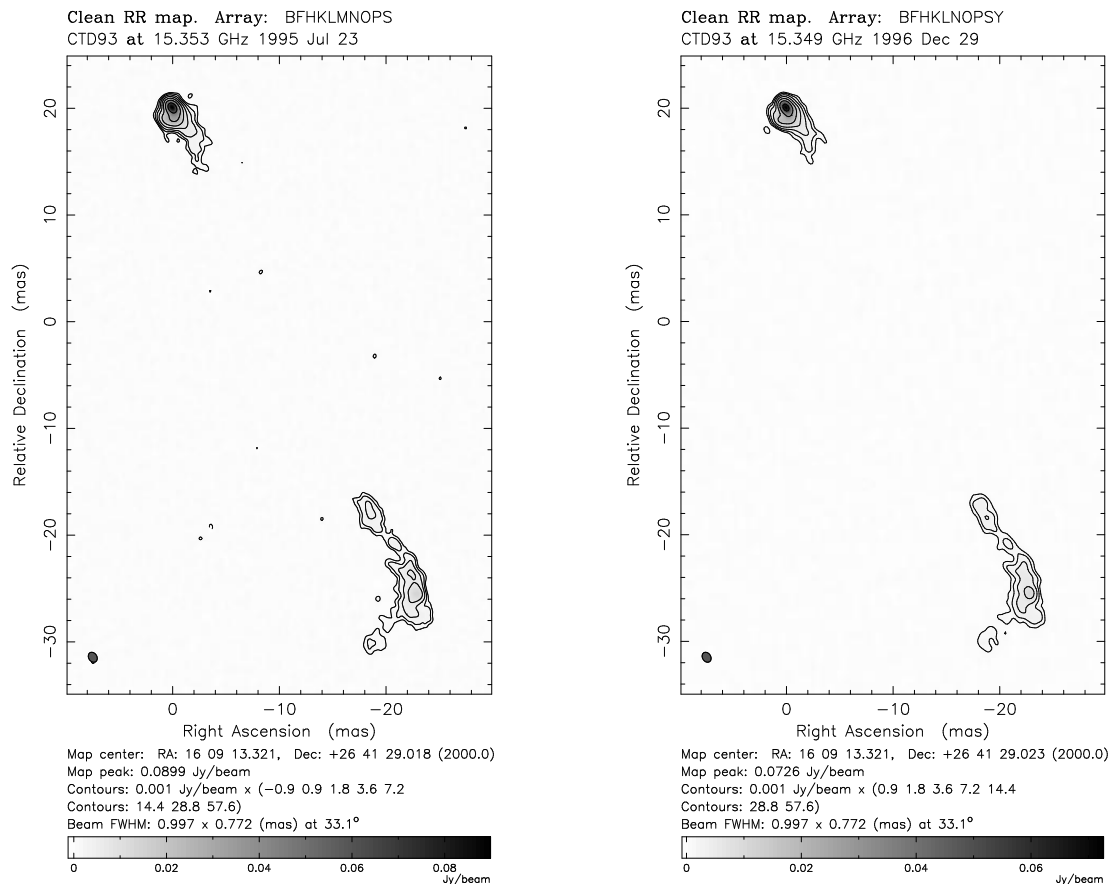 Clean RR map.  Array:  BFHKLMNOPS
CTD93 at 15.353 GHz 1995 Jul 23
Relative Declination  (mas)
20
10
0
−10
−20
−30
0
−10
−20
Right Ascension  (mas)
Map center:  RA: 16 09 13.321,  Dec: +26 41 29.018 (2000.0)
Map peak: 0.0899 Jy/beam
Contours: 0.001 Jy/beam x (−0.9 0.9 1.8 3.6 7.2
Contours: 14.4 28.8 57.6)
Beam FWHM: 0.997 x 0.772 (mas) at 33.1°
0
0.02
0.04
0.06
0.08
Jy/beam
Clean RR map.  Array:  BFHKLNOPSY
CTD93 at 15.349 GHz 1996 Dec 29
Relative Declination  (mas)
20
10
0
−10
−20
−30
0
−10
−20
Right Ascension  (mas)
Map center:  RA: 16 09 13.321,  Dec: +26 41 29.023 (2000.0)
Map peak: 0.0726 Jy/beam
Contours: 0.001 Jy/beam x (0.9 1.8 3.6 7.2 14.4
Contours: 28.8 57.6)
Beam FWHM: 0.997 x 0.772 (mas) at 33.1°
0
0.02
0.04
0.06
Jy/beam